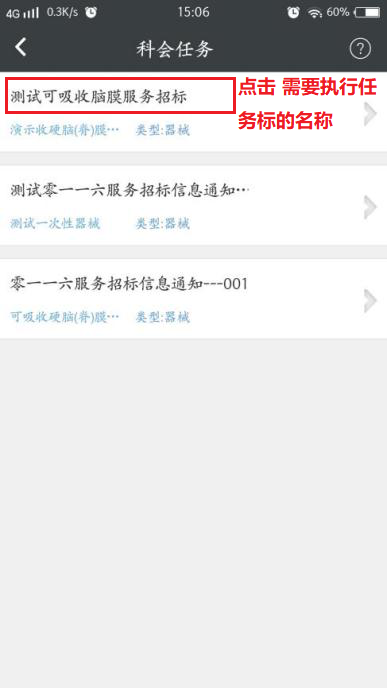 4G 0.3K/s 15:06 60%
科会任务 ?
测试可吸收脑膜服务招标
点击 需要执行任
务标的名称
演示收硬脑(脊)膜… 类型:器械
测试零一一六服务招标信息通知…
测试一次性器械 类型:器械
零一一六服务招标信息通知---001
可吸收硬脑(脊)膜… 类型:器械